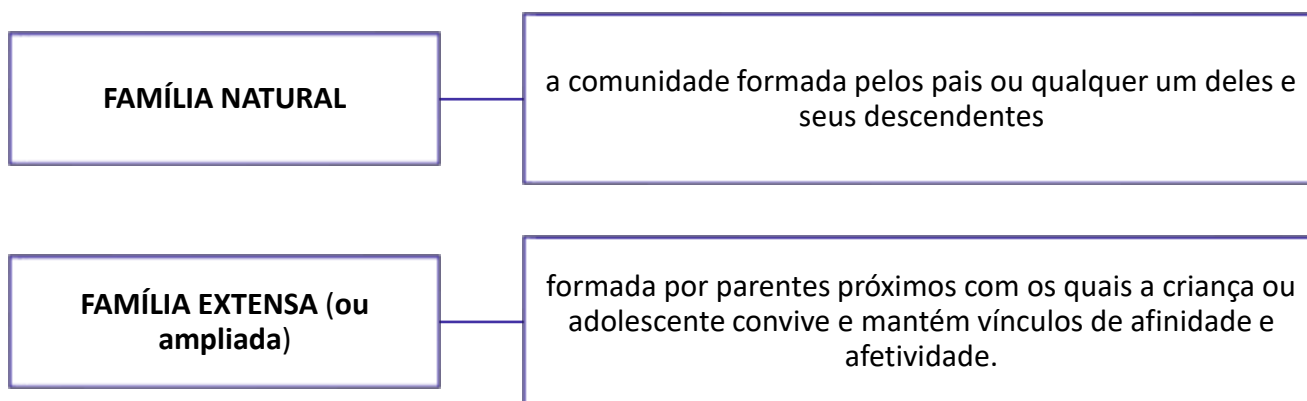 FAMÍLIA NATURAL
a comunidade formada pelos pais ou qualquer um deles e
seus descendentes
FAMÍLIA EXTENSA (ou
ampliada)
formada por parentes próximos com os quais a criança ou
adolescente convive e mantém vínculos de afinidade e
afetividade.